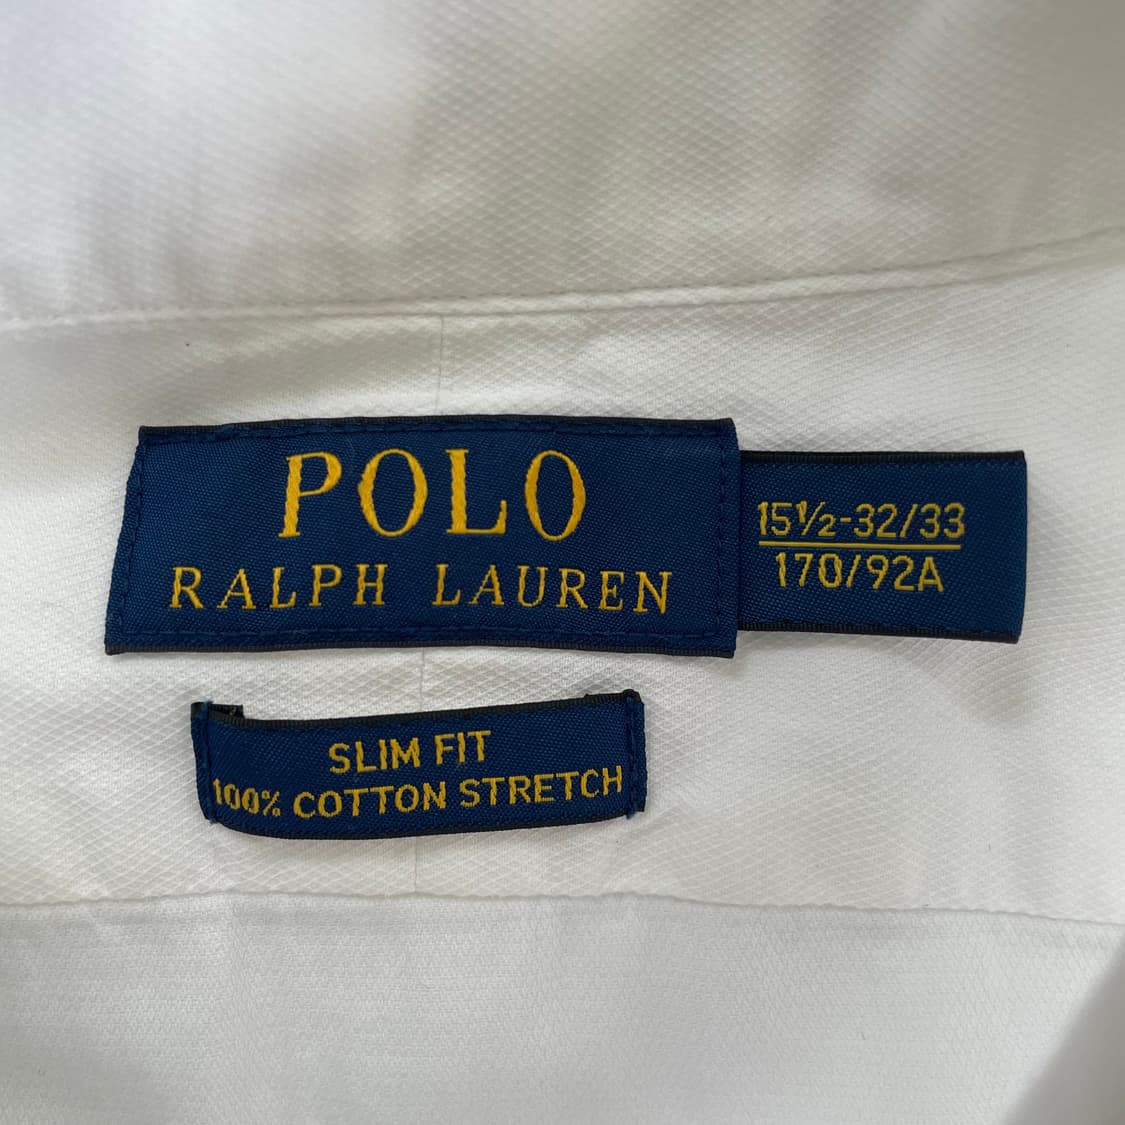 POLO
RALPH LAUREN
15½-32/33
170/92A
SLIM FIT
100% COTTON STRETCH